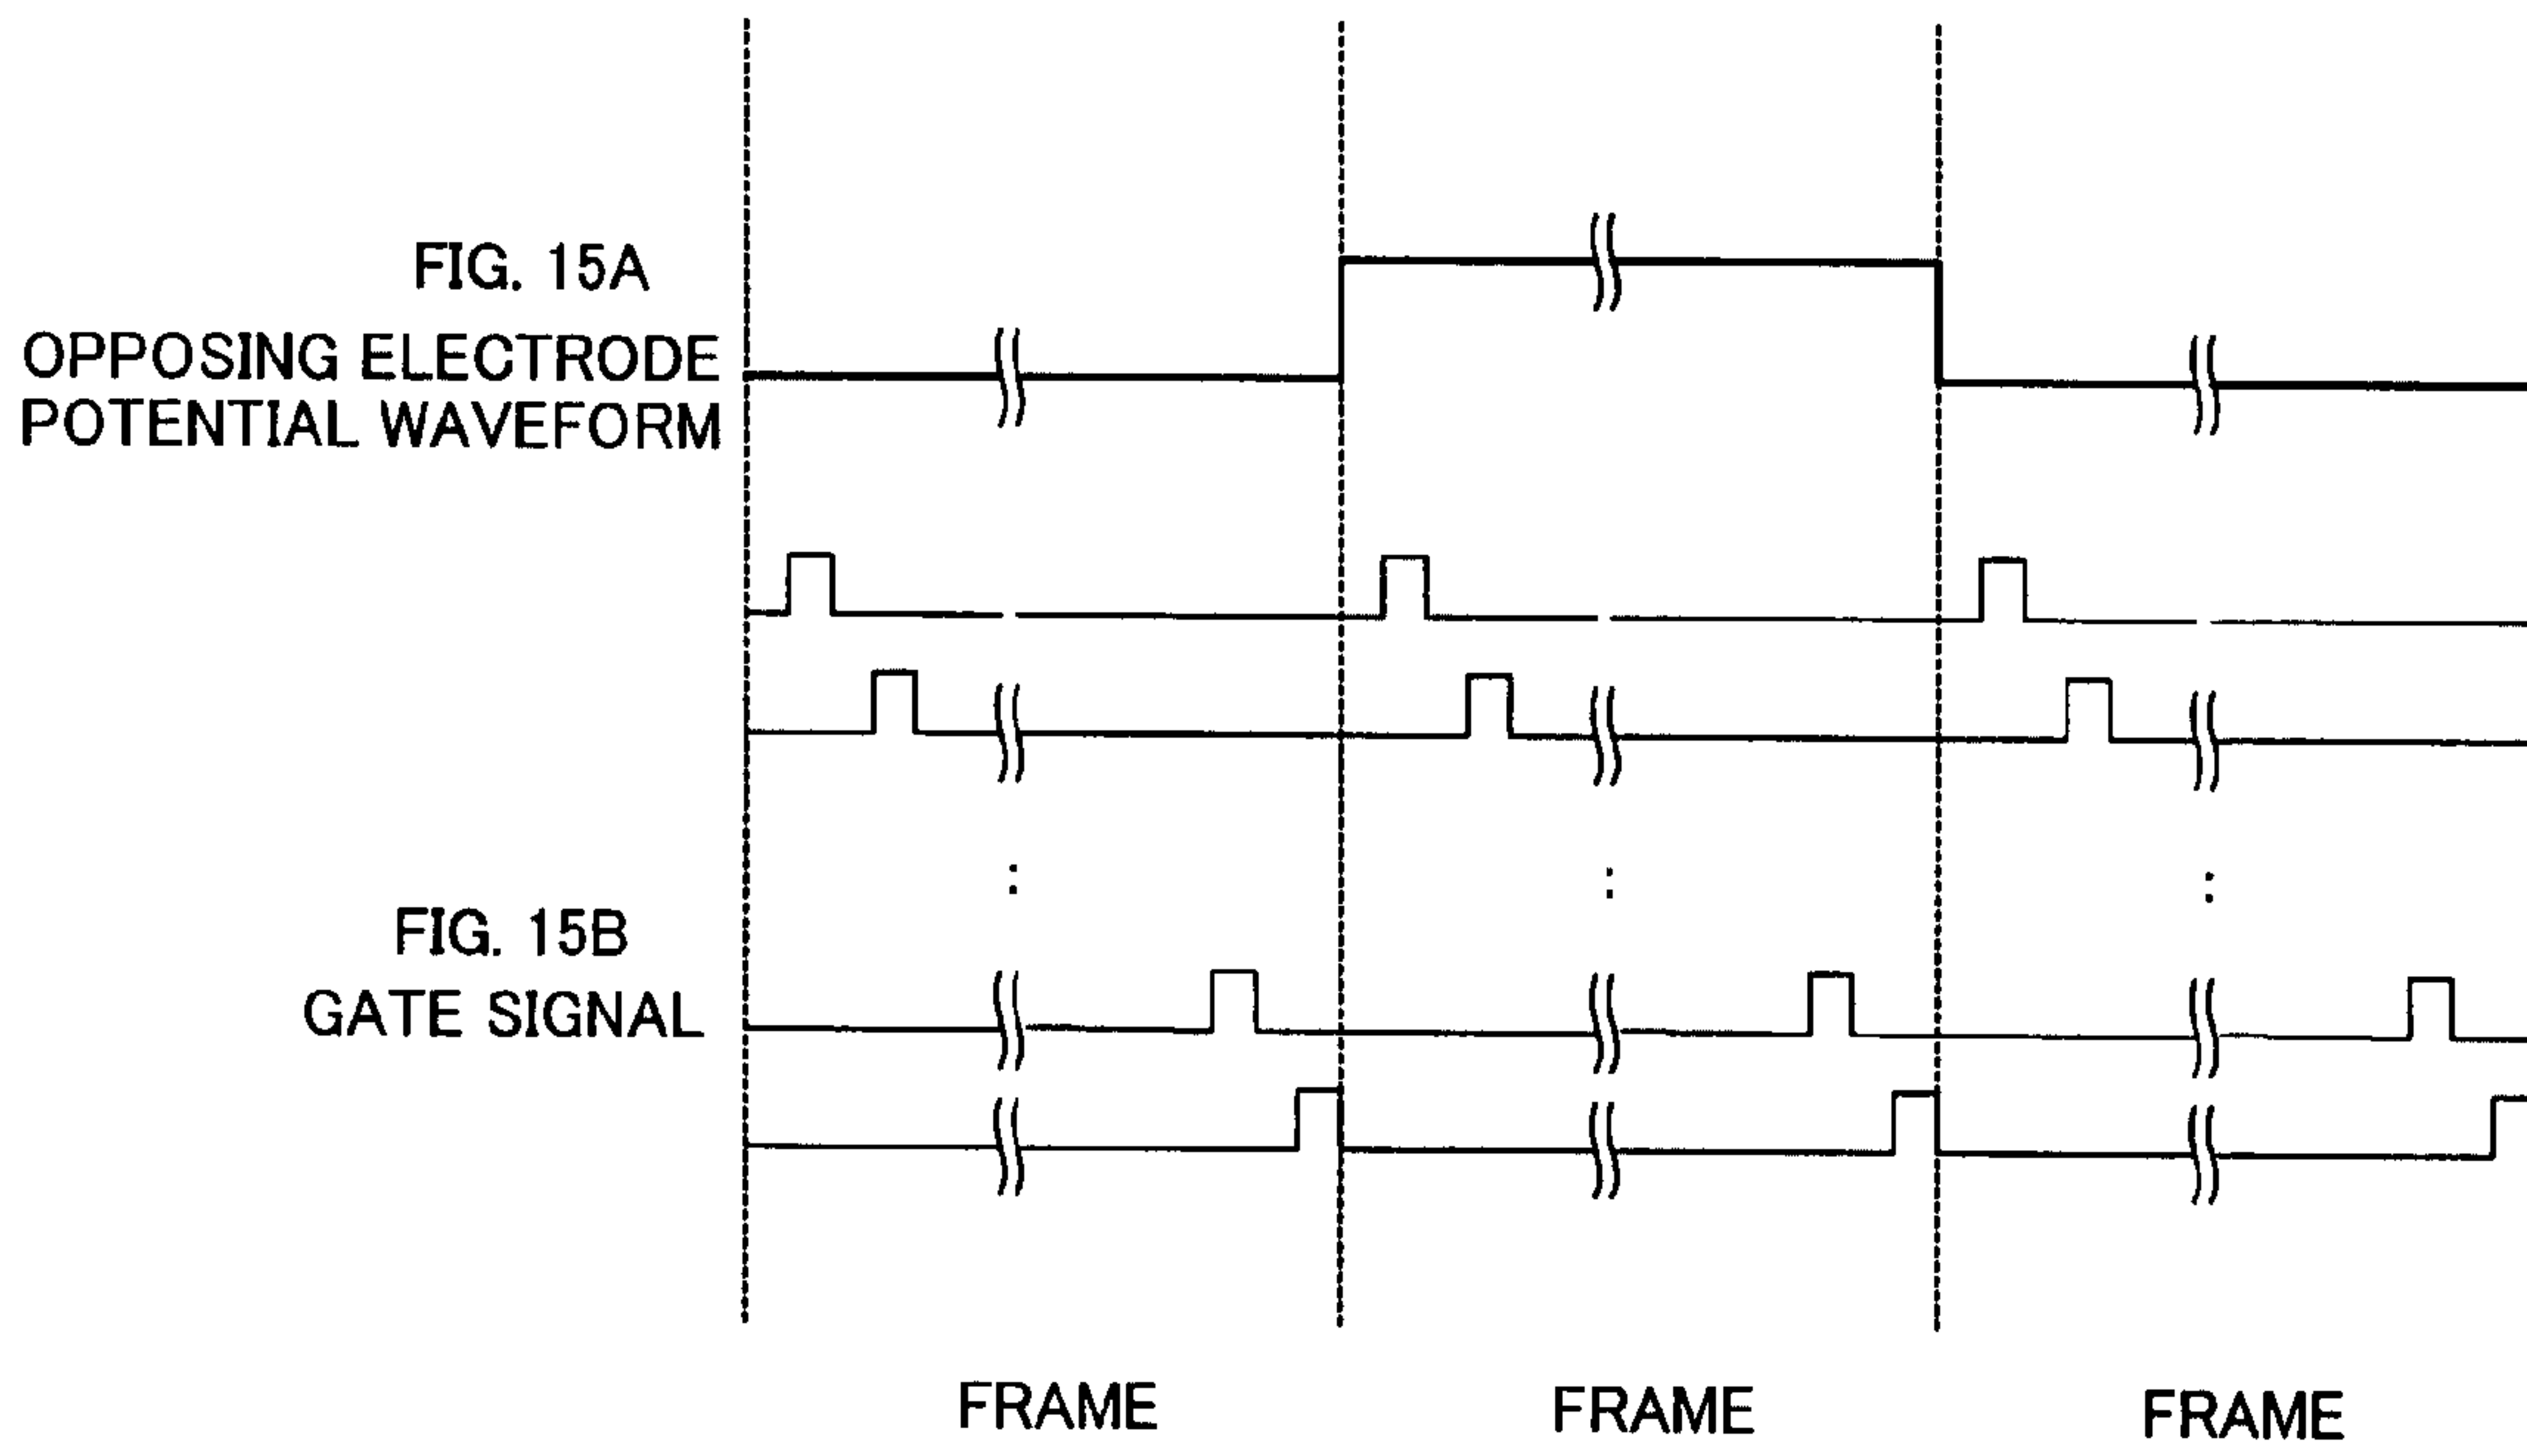 FIG. 15A
OPPOSING ELECTRODE
POTENTIAL WAVEFORM
FIG. 15B
GATE SIGNAL
FRAME FRAME FRAME